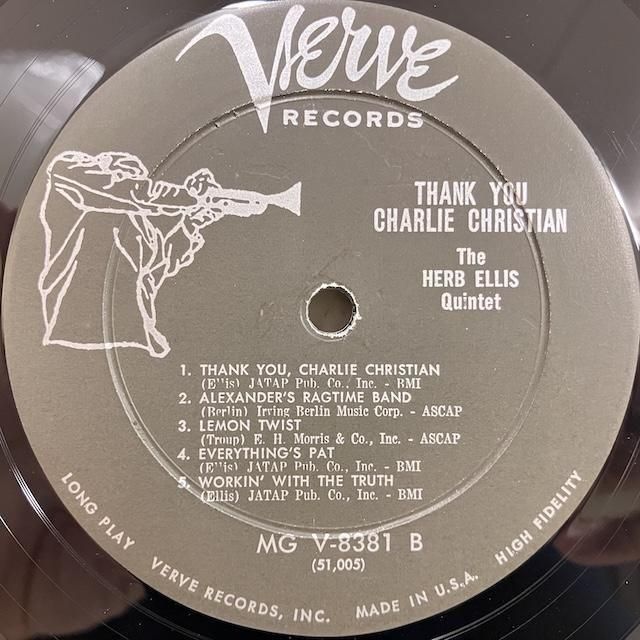 Verve
RECORDS
THANK YOU
CHARLIE CHRISTIAN
The
HERB ELLIS
Quintet
1. THANK YOU, CHARLIE CHRISTIAN
(Ellis) JATAP Pub. Co., Inc. - BMI
2. ALEXANDER'S RAGTIME BAND
(Berlin) Irving Berlin Music Corp. - ASCAP
3. LEMON TWIST
(Troup) E. H. Morris & Co., Inc. - ASCAP
4. EVERYTHING'S PAT
(Ellis) JATAP Pub. Co., Inc. - BMI
5. WORKIN' WITH THE TRUTH
(Ellis) JATAP Pub. Co., Inc. - BMI
MG V-8381 B
(51,005)
LONG PLAY VERVE RECORDS, INC. MADE IN U.S.A. HIGH FIDELITY